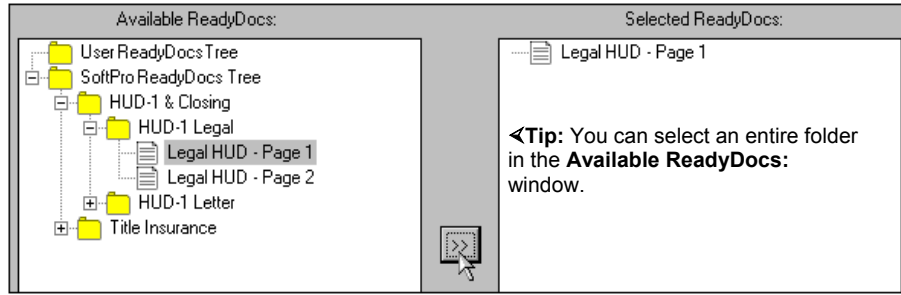 Available ReadyDocs:
User ReadyDocs Tree
SoftPro ReadyDocs Tree
HUD-1 & Closing
HUD-1 Legal
Legal HUD - Page 1
Legal HUD - Page 2
HUD-1 Letter
Title Insurance
>>
Selected ReadyDocs:
Legal HUD - Page 1
Tip: You can select an entire folder
in the Available ReadyDocs:
window.